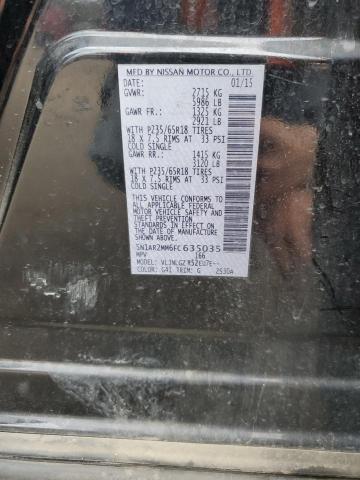 MFD BY NISSAN MOTOR CO., LTD.
DATE: 01/15
GVWR: 2715 KG
5986 LB
GAWR FR.: 1325 KG
2921 LB
WITH P235/65R18 TIRES
18 X 7.5 RIMS AT 33 PSI
COLD SINGLE
GAWR RR.: 1415 KG
3120 LB
WITH P235/65R18 TIRES
18 X 7.5 RIMS AT 33 PSI
COLD SINGLE
THIS VEHICLE CONFORMS TO ALL
APPLICABLE FEDERAL MOTOR
VEHICLE SAFETY STANDARDS
IN EFFECT ON THE DATE OF
MANUFACTURE SHOWN ABOVE.
5N1AR2MM6FC635035
MPV 166
MODEL:
COLOR: TRIM: G